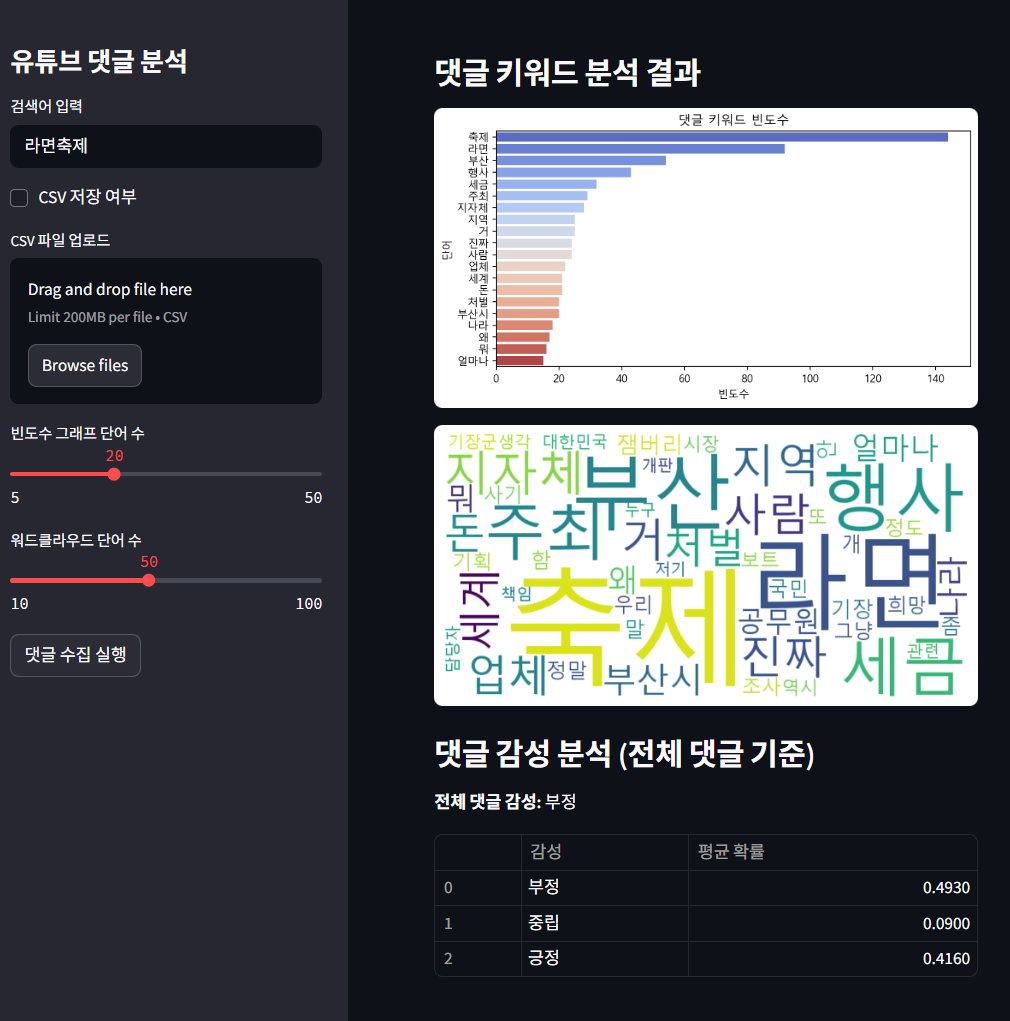 유튜브 댓글 분석
검색어 입력
라면축제
CSV 저장 여부
CSV 파일 업로드
Drag and drop file here
Limit 200MB per file • CSV
Browse files
빈도수 그래프 단어 수
20
5 50
워드클라우드 단어 수
50
10 100
댓글 수집 실행
댓글 키워드 분석 결과
댓글 키워드 빈도수
단어
축제
라면
부산
행사
세금
주최
지자체
지역
거
진짜
사람
업체
세계
돈
처벌
부산시
나라
왜
뭐
얼마나
0 20 40 60 80 100 120 140
빈도수
기장군생각 대한민국 잼버리 시장 지역 한 얼마나
지자체 부산 개판 행사
뭐 사기 누구 사람 또
돈 주최 거 처벌 개 정도
기획 함 보트 라면 나라
세계 책임 왜 저기 국민
축제 우리 공무원 기장 희망
담당자 말 그냥 좀
업체 정말 부산시 진짜 세금 관련
조사 역시
댓글 감성 분석 (전체 댓글 기준)
전체 댓글 감성: 부정
감성 평균 확률
0 부정 0.4930
1 중립 0.0900
2 긍정 0.4160